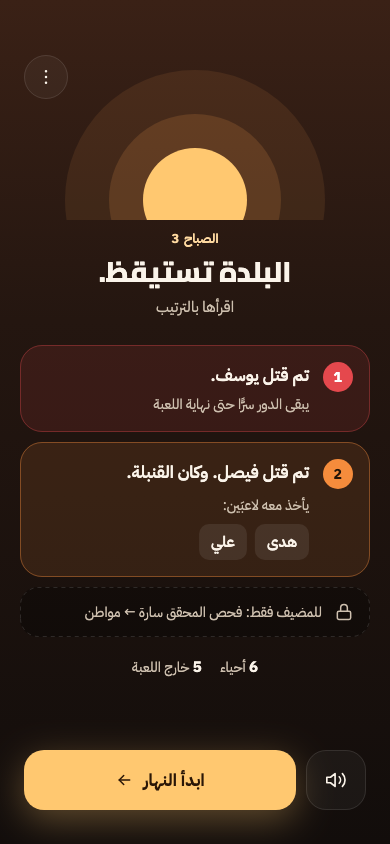 الصباح 3
البلدة تستيقظ.
اقرأها بالترتيب
1
تم قتل يوسف.
يبقى الدور سرًّا حتى نهاية اللعبة
2
تم قتل فيصل. وكان القنبلة.
يأخذ معه لاعبَين:
هدى
علي
للمضيف فقط: فحص المحقق سارة ← مواطن
6 أحياء 5 خارج اللعبة
ابدأ النهار ←